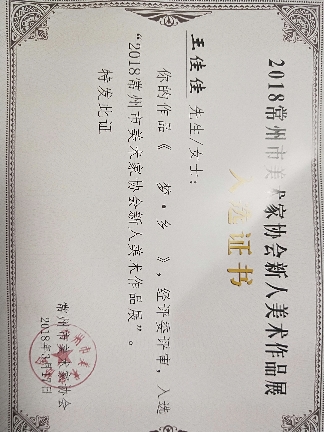 2018常州市美术家协会新人美术作品展
入选证书
王佳佳 先生/女士：
你的作品《 梦·乡 》，经评委评审，入选
“2018常州市美术家协会新人美术作品展”。
特发此证
常州市美术家协会